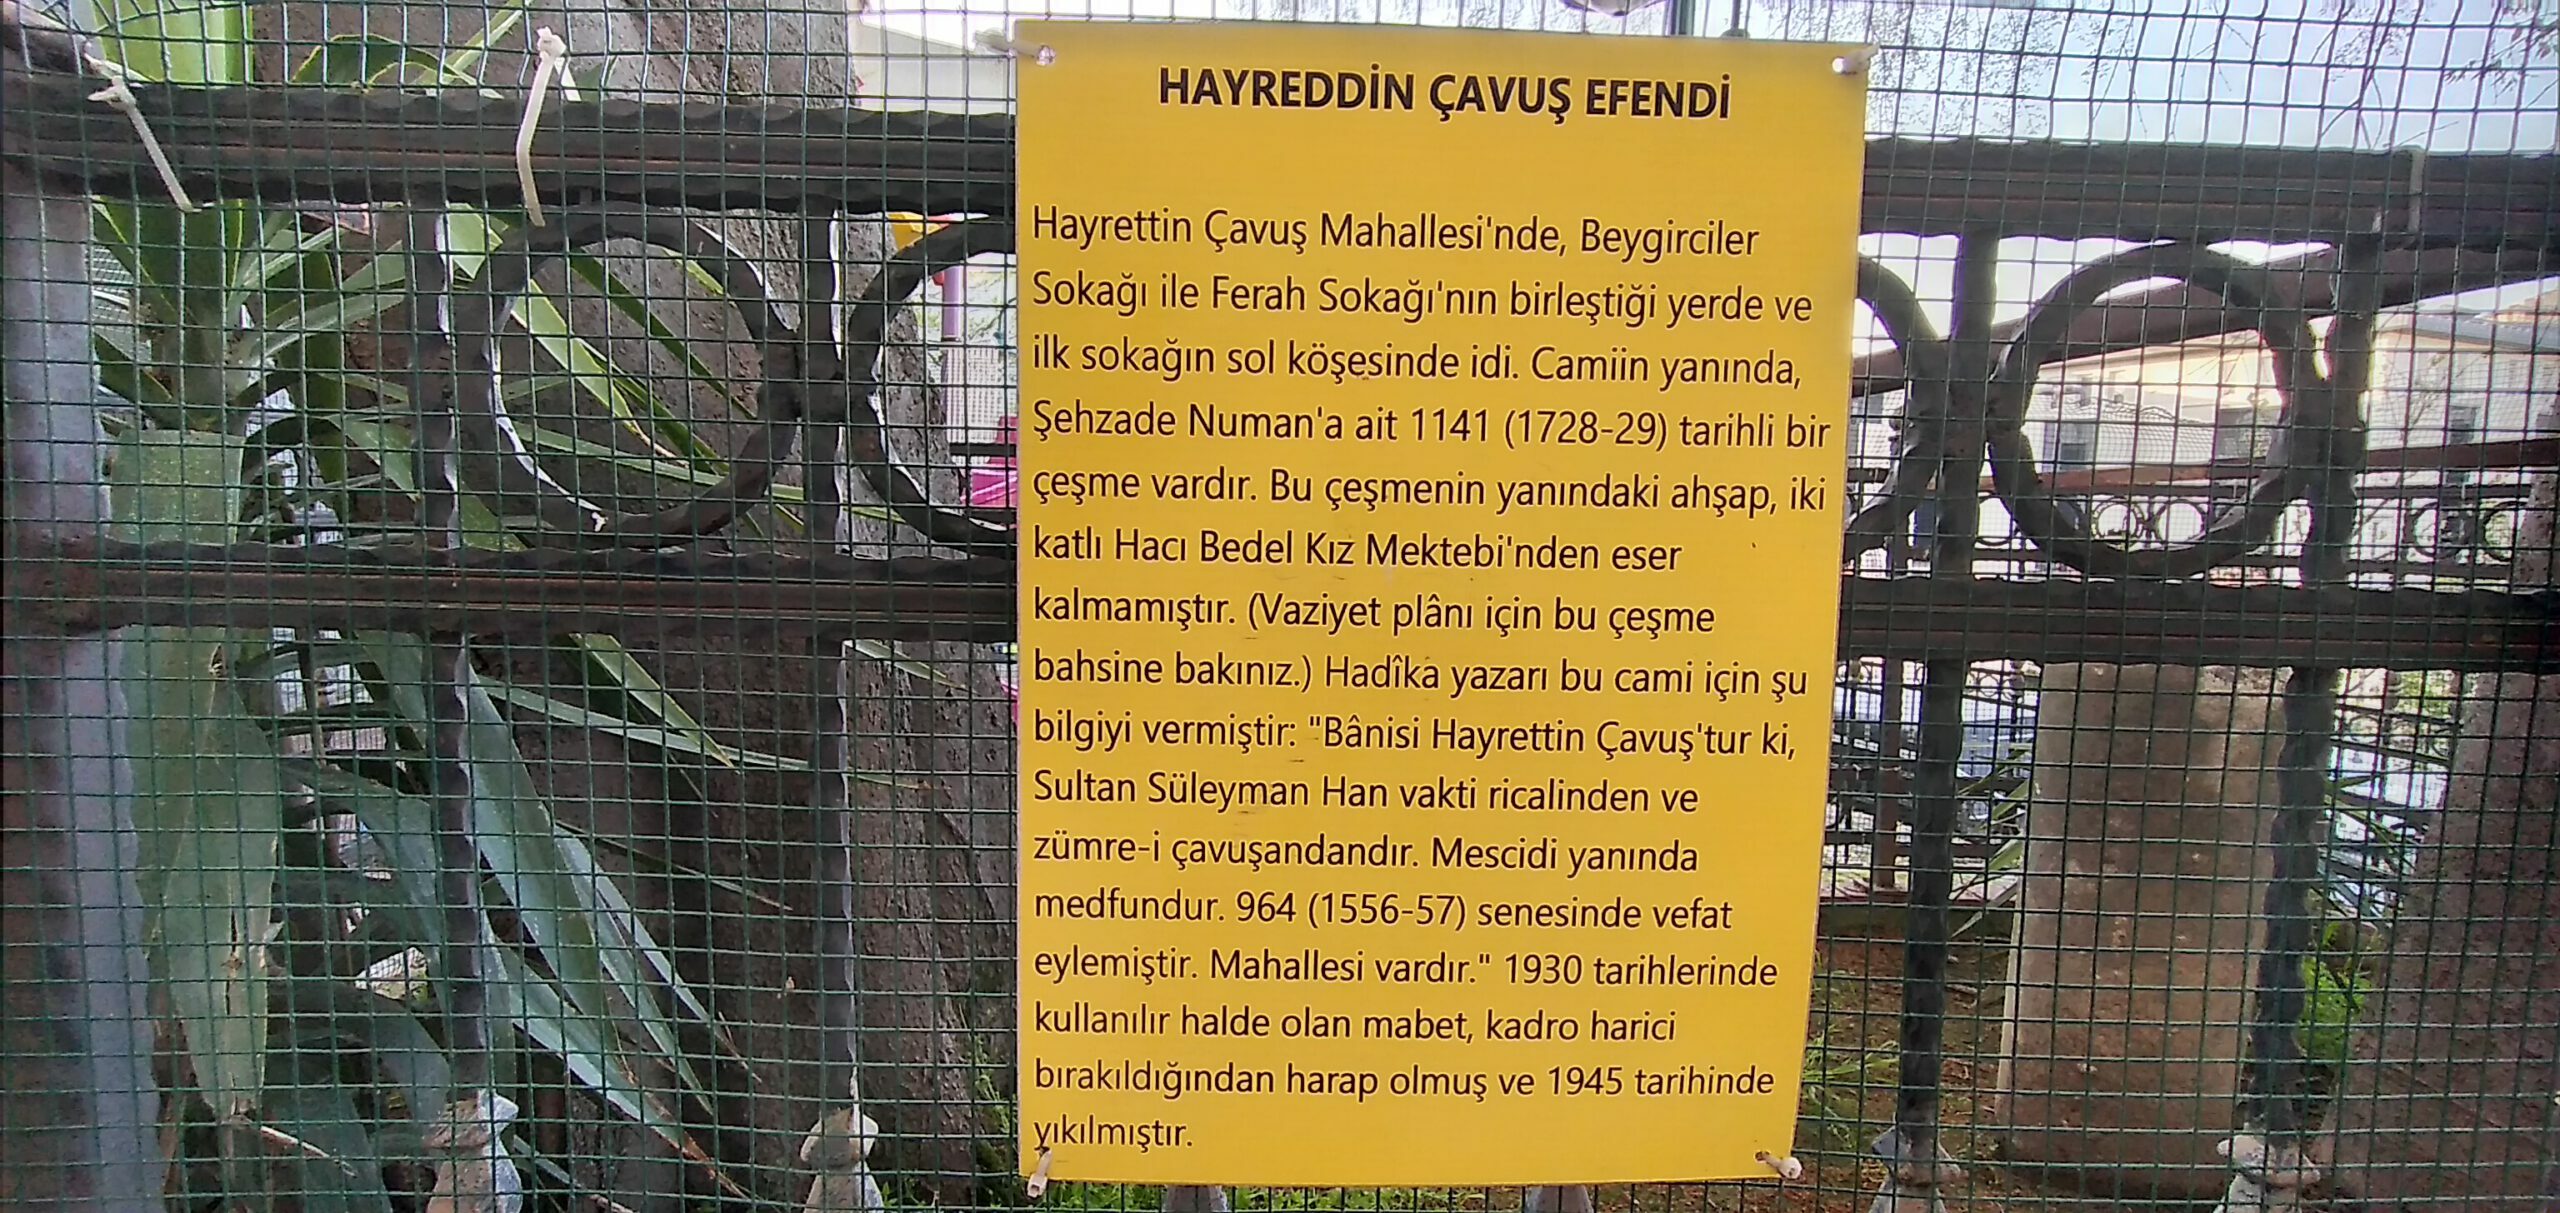 HAYREDDİN ÇAVUŞ EFENDİ
Hayrettin Çavuş Mahallesi'nde, Beygirciler
Sokağı ile Ferah Sokağı'nın birleştiği yerde ve
ilk sokağın sol köşesinde idi. Camiin yanında,
Şehzade Numan'a ait 1141 (1728-29) tarihli bir
çeşme vardır. Bu çeşmenin yanındaki ahşap, iki
katlı Hacı Bedel Kız Mektebi'nden eser
kalmamıştır. (Vaziyet plânı için bu çeşme
bahsine bakınız.) Hadîka yazarı bu cami için şu
bilgiyi vermiştir: "Bânisi Hayrettin Çavuş'tur ki,
Sultan Süleyman Han vakti ricalinden ve
zümre-i çavuşandandır. Mescidi yanında
medfundur. 964 (1556-57) senesinde vefat
eylemiştir. Mahallesi vardır." 1930 tarihlerinde
kullanılır halde olan mabet, kadro harici
bırakıldığından harap olmuş ve 1945 tarihinde
yıkılmıştır.